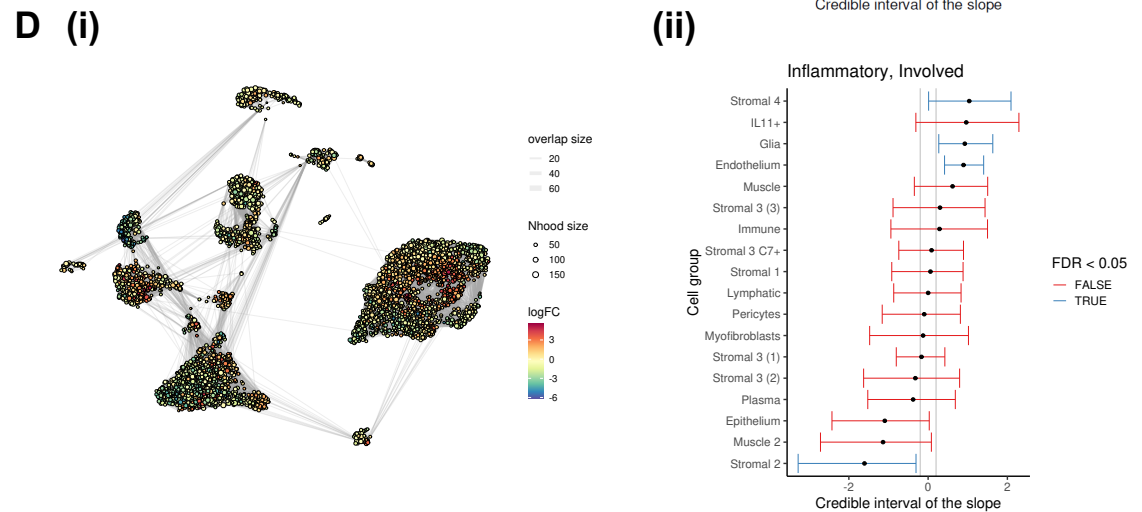 Credible interval of the slope
D (i)
(ii)
overlap size
20
40
60
Nhood size
50
100
150
logFC
3
0
-3
-6
Inflammatory, Involved
Cell group
Stromal 4
IL11+
Glia
Endothelium
Muscle
Stromal 3 (3)
Immune
Stromal 3 C7+
Stromal 1
Lymphatic
Pericytes
Myofibroblasts
Stromal 3 (1)
Stromal 3 (2)
Plasma
Epithelium
Muscle 2
Stromal 2
-2 0 2
Credible interval of the slope
FDR < 0.05
FALSE
TRUE